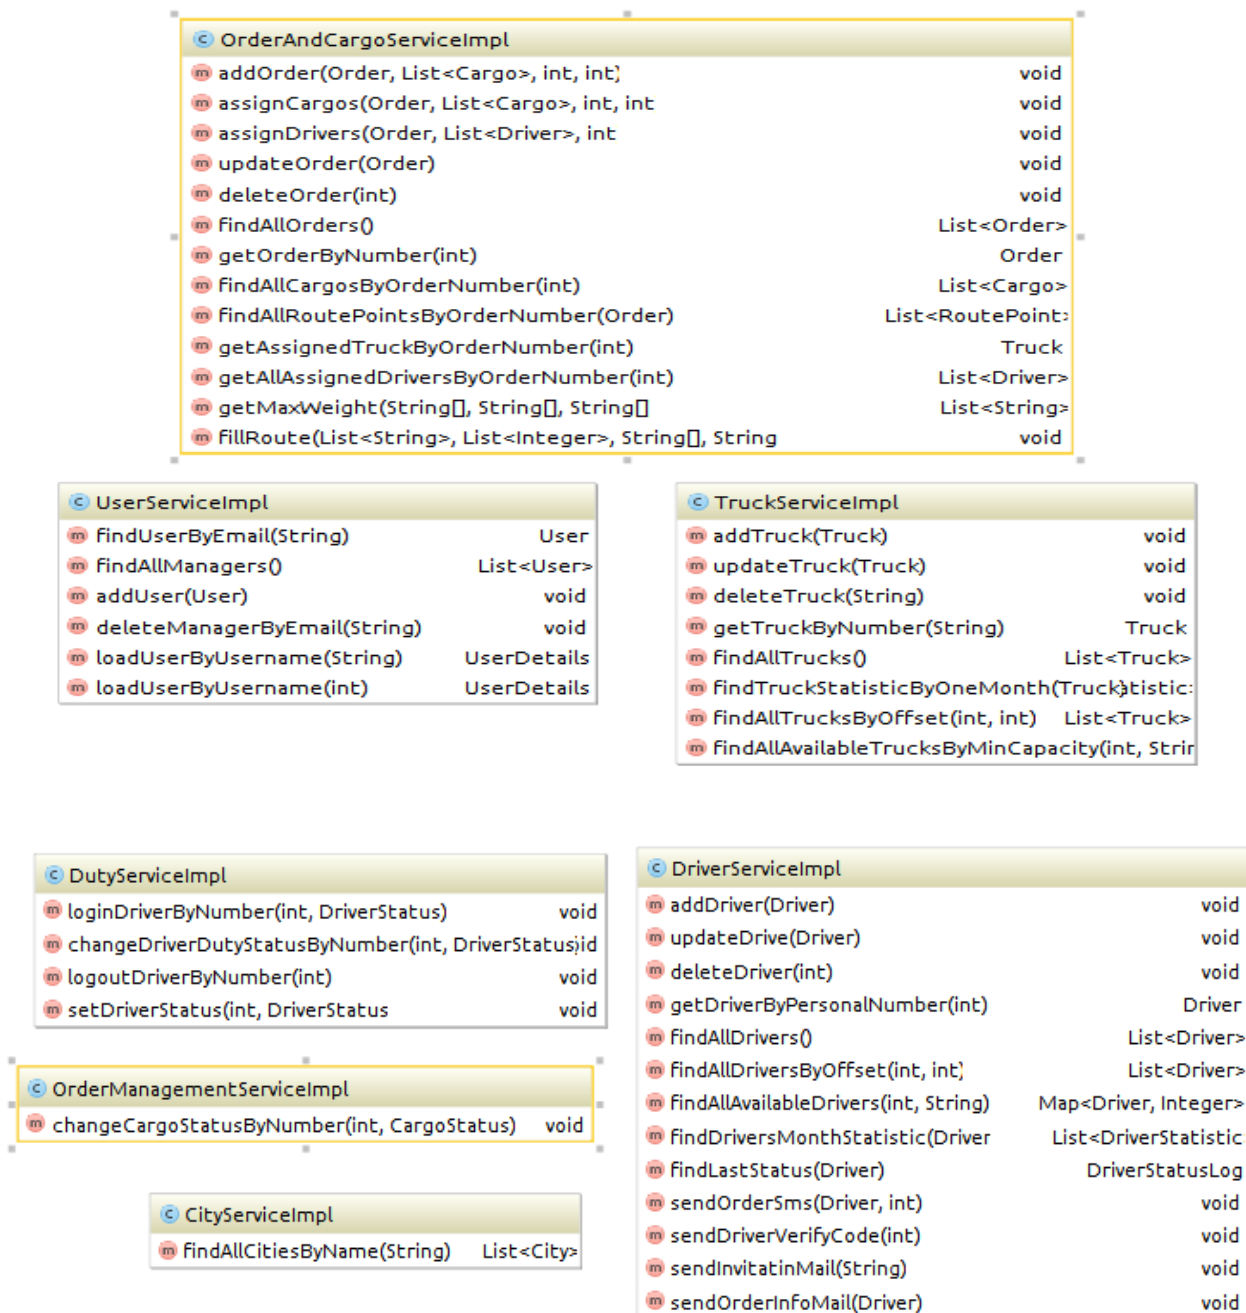 OrderAndCargoServiceImpl
addOrder(Order, List<Cargo>, int, int) void
assignCargos(Order, List<Cargo>, int, int void
assignDrivers(Order, List<Driver>, int void
updateOrder(Order) void
deleteOrder(int) void
findAllOrders() List<Order>
getOrderByNumber(int) Order
findAllCargosByOrderNumber(int) List<Cargo>
findAllRoutePointsByOrderNumber(Order) List<RoutePoint>
getAssignedTruckByOrderNumber(int) Truck
getAllAssignedDriversByOrderNumber(int) List<Driver>
getMaxWeight(String[], String[], String[] List<String>
fillRoute(List<String>, List<Integer>, String[], String void
UserServiceImpl
findUserByEmail(String) User
findAllManagers() List<User>
addUser(User) void
deleteManagerByEmail(String) void
loadUserByUsername(String) UserDetails
loadUserByUsername(int) UserDetails
TruckServiceImpl
addTruck(Truck) void
updateTruck(Truck) void
deleteTruck(String) void
getTruckByNumber(String) Truck
findAllTrucks() List<Truck>
findTruckStatisticByOneMonth(Truck)atistic
findAllTrucksByOffset(int, int) List<Truck>
findAllAvailableTrucksByMinCapacity(int, Strin
DutyServiceImpl
loginDriverByNumber(int, DriverStatus) void
changeDriverDutyStatusByNumber(int, DriverStatus)id
logoutDriverByNumber(int) void
setDriverStatus(int, DriverStatus void
OrderManagementServiceImpl
changeCargoStatusByNumber(int, CargoStatus) void
CityServiceImpl
findAllCitiesByName(String) List<City>
DriverServiceImpl
addDriver(Driver) void
updateDrive(Driver) void
deleteDriver(int) void
getDriverByPersonalNumber(int) Driver
findAllDrivers() List<Driver>
findAllDriversByOffset(int, int) List<Driver>
findAllAvailableDrivers(int, String) Map<Driver, Integer>
findDriversMonthStatistic(Driver List<DriverStatistic
findLastStatus(Driver) DriverStatusLog
sendOrderSms(Driver, int) void
sendDriverVerifyCode(int) void
sendInvitatinMail(String) void
sendOrderInfoMail(Driver) void